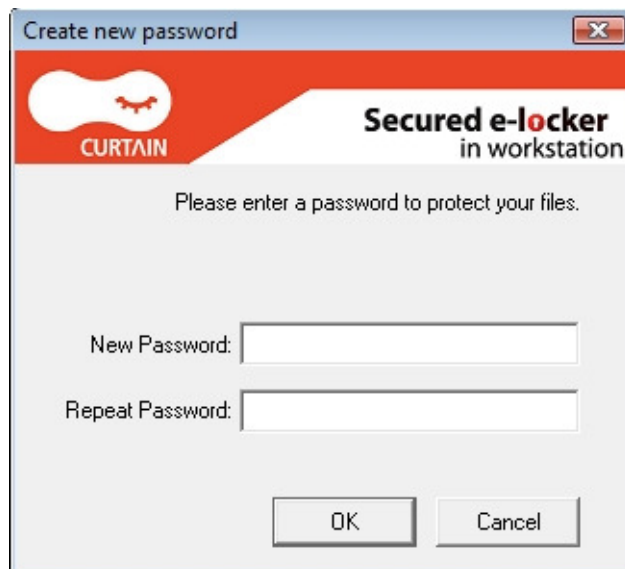 Create new password
CURTAIN
Secured e-locker
in workstation
Please enter a password to protect your files.
New Password:
Repeat Password:
OK
Cancel